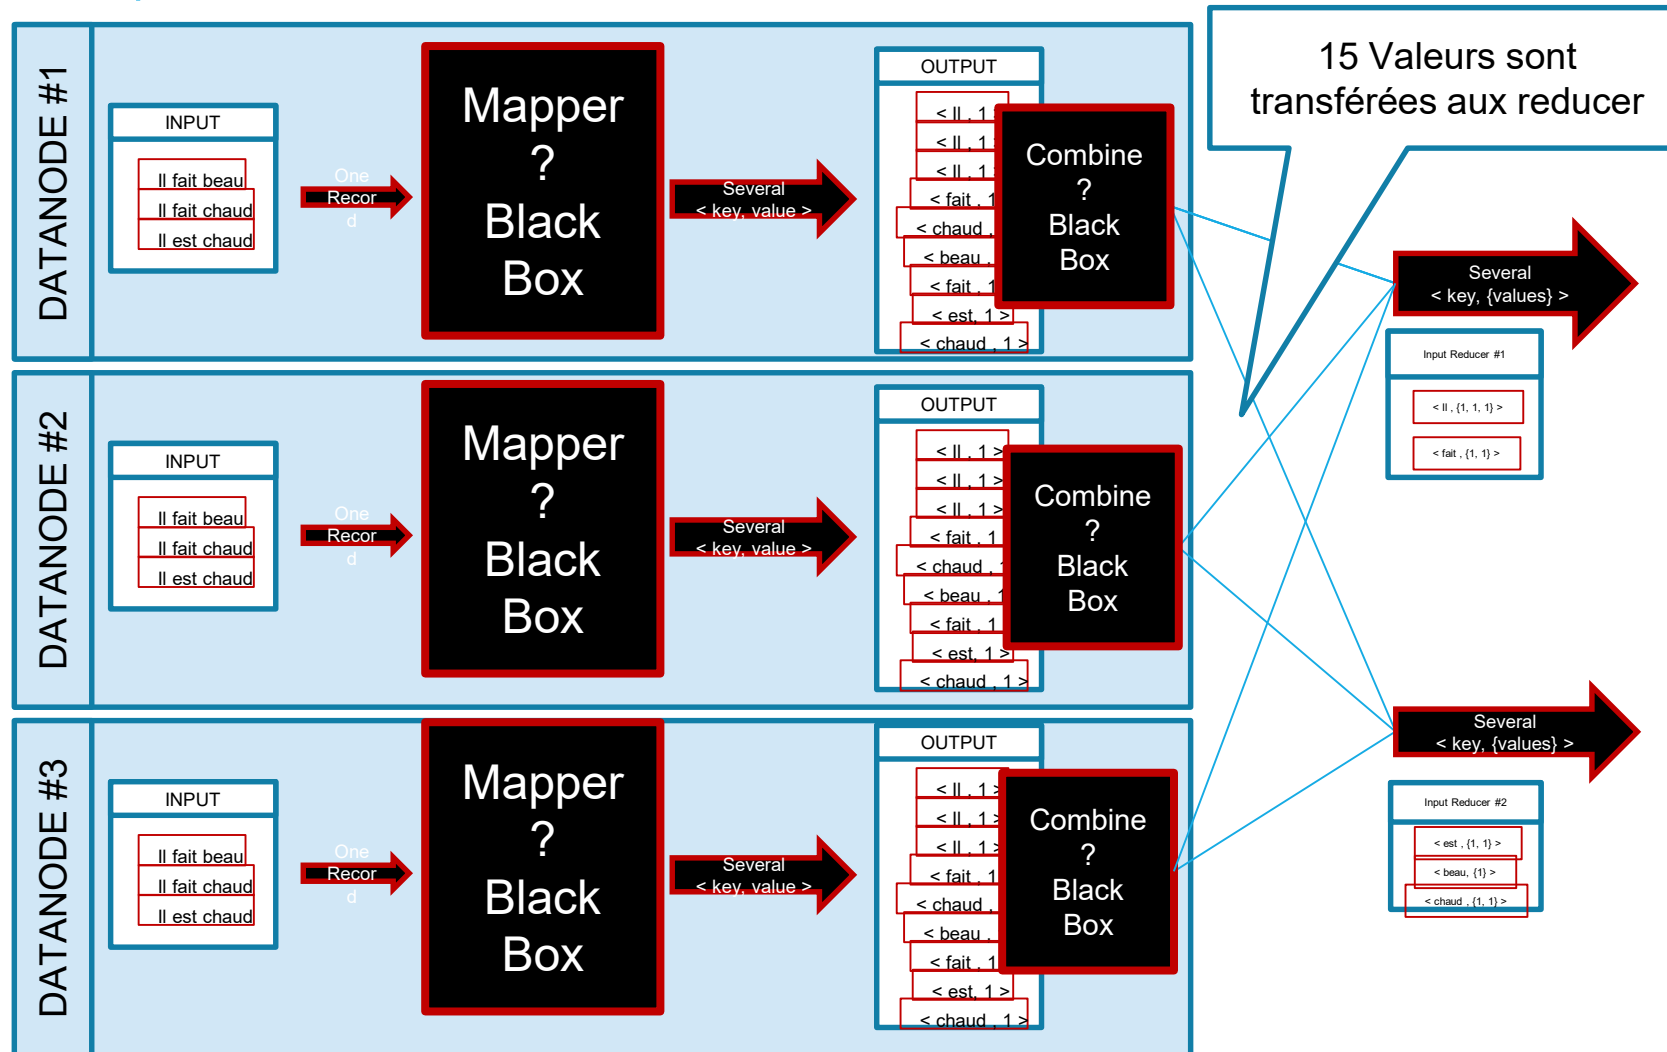 DATANODE #1
INPUT
Il fait beau
Il fait chaud
Il est chaud
One
Recor
d
Mapper
?
Black
Box
Several
< key, value >
OUTPUT
< Il , 1 >
< Il , 1 >
< Il , 1 >
< fait , 1
< chaud ,
< beau ,
< fait , 1
< est, 1 >
< chaud , 1 >
Combine
?
Black
Box
15 Valeurs sont
transférées aux reducer
Several
< key, {values} >
Input Reducer #1
< Il , {1, 1, 1} >
< fait , {1, 1} >
DATANODE #2
INPUT
Il fait beau
Il fait chaud
Il est chaud
One
Recor
d
Mapper
?
Black
Box
Several
< key, value >
OUTPUT
< Il , 1 >
< Il , 1 >
< Il , 1 >
< fait , 1
< chaud , 1
< beau , 1
< fait , 1
< est, 1 >
< chaud , 1 >
Combine
?
Black
Box
Several
< key, {values} >
Input Reducer #2
< est , {1, 1} >
< beau, {1} >
< chaud , {1, 1} >
DATANODE #3
INPUT
Il fait beau
Il fait chaud
Il est chaud
One
Recor
d
Mapper
?
Black
Box
Several
< key, value >
OUTPUT
< Il , 1 >
< Il , 1 >
< Il , 1 >
< fait , 1
< chaud ,
< beau ,
< fait , 1
< est, 1 >
< chaud , 1 >
Combine
?
Black
Box